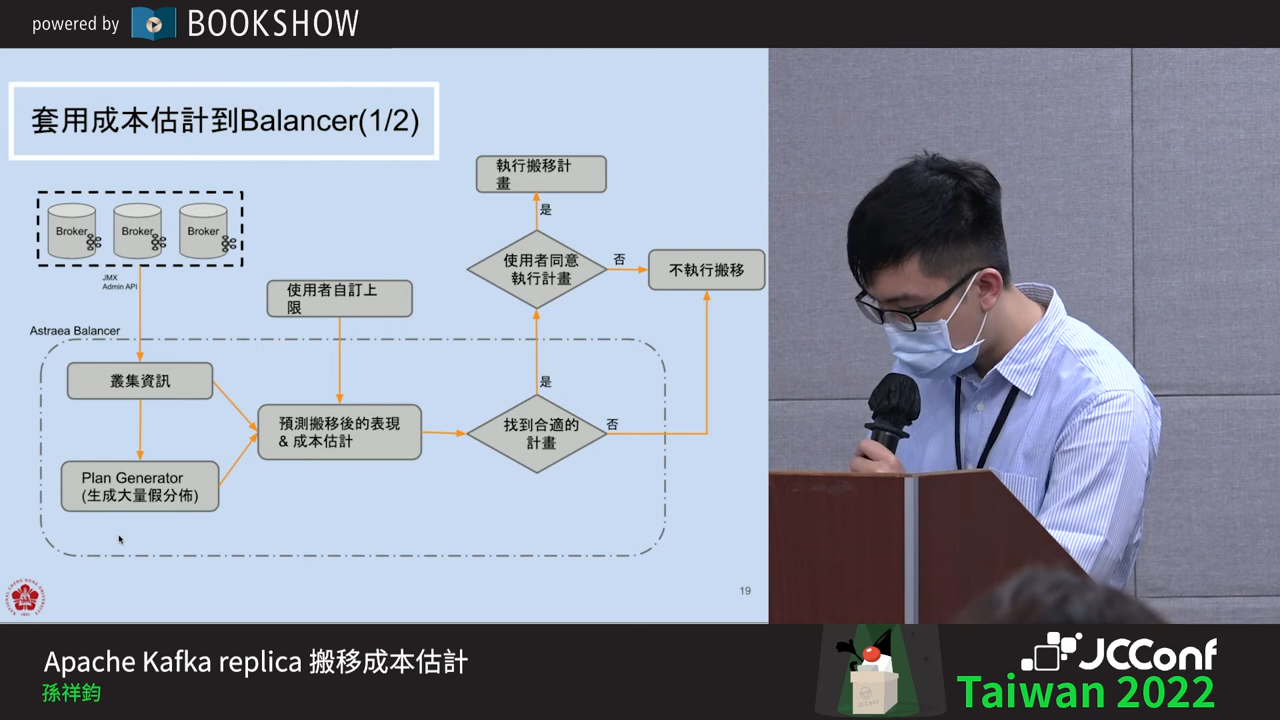 powered by BOOKSHOW
套用成本估計到Balancer(1/2)
執行搬移計
畫
是
Broker
Broker
Broker
使用者同意
執行計畫
否
不執行搬移
JMX
Admin API
使用者自訂上
限
Astraea Balancer
叢集資訊
是
預測搬移後的表現
& 成本估計
找到合適的
計畫
否
Plan Generator
(生成大量假分佈)
19
Apache Kafka replica 搬移成本估計
孫祥鈞
JCConf
Taiwan 2022